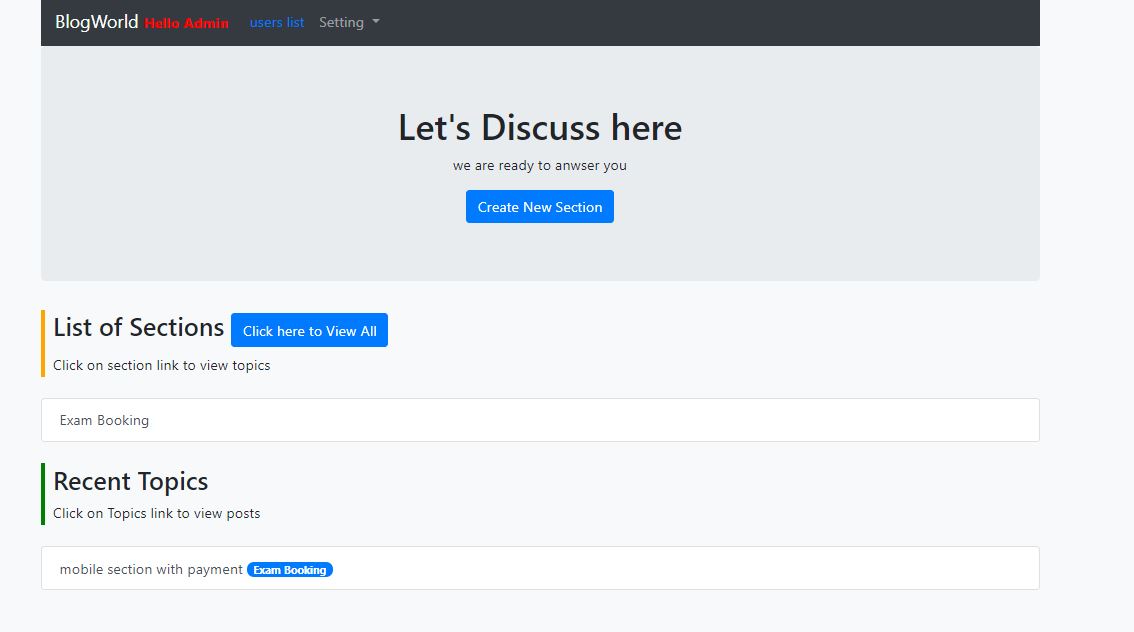 BlogWorld Hello Admin users list Setting
Let's Discuss here
we are ready to anwser you
Create New Section
List of Sections Click here to View All
Click on section link to view topics
Exam Booking
Recent Topics
Click on Topics link to view posts
mobile section with payment Exam Booking